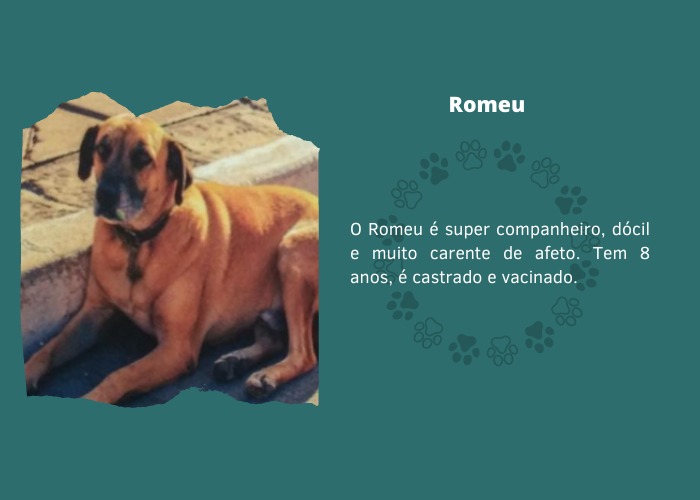 Romeu
O Romeu é super companheiro, dócil
e muito carente de afeto. Tem 8
anos, é castrado e vacinado.